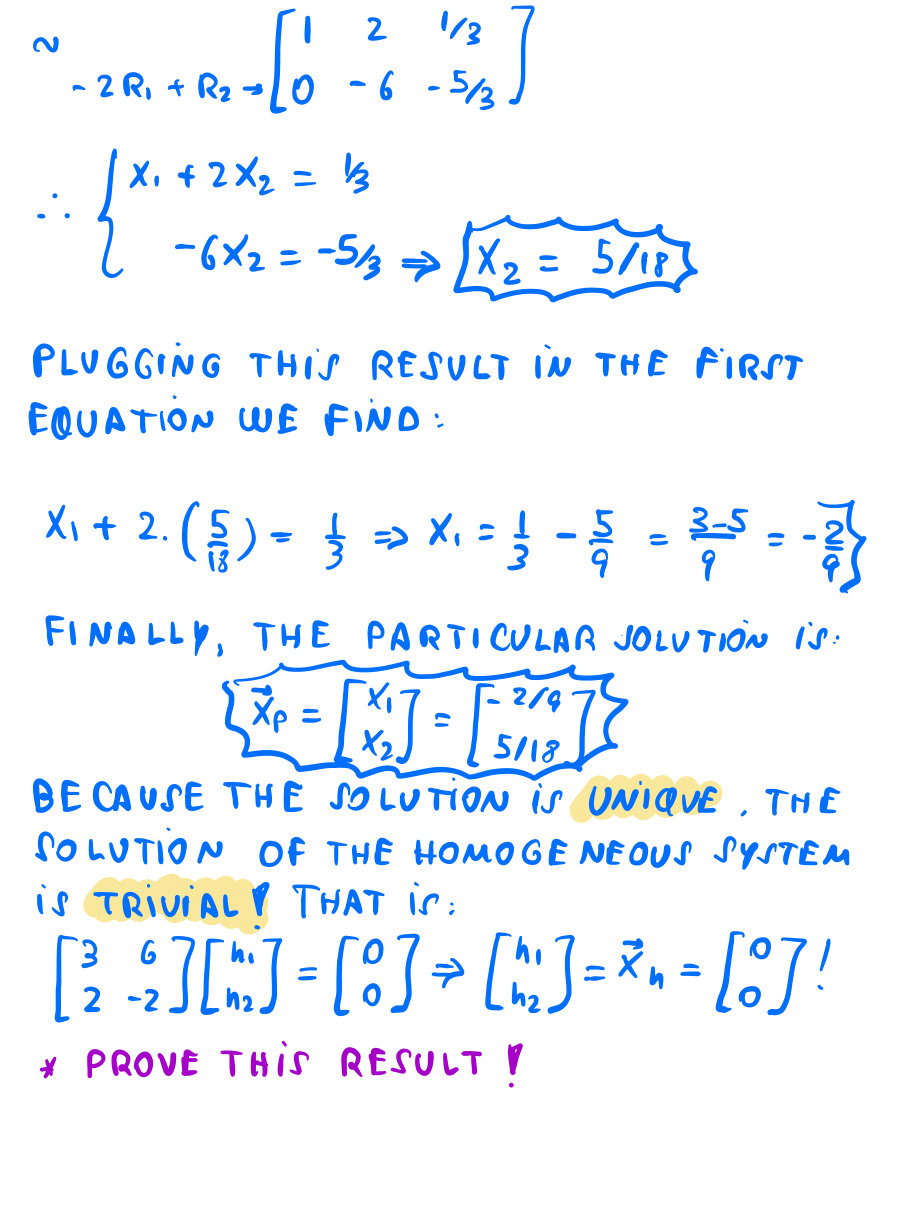 ~ -2R₁ + R₂ → [1 2 1/3; 0 -6 -5/3]
∴ { X₁ + 2X₂ = 1/3
-6X₂ = -5/3 ⇒ X₂ = 5/18
PLUGGING THIS RESULT IN THE FIRST
EQUATION WE FIND:
X₁ + 2.(5/18) = 1/3 ⇒ X₁ = 1/3 - 5/9 = (3-5)/9 = -2/9
FINALLY, THE PARTICULAR SOLUTION IS:
X⃗p = [X₁; X₂] = [-2/9; 5/18]
BECAUSE THE SOLUTION IS UNIQUE, THE
SOLUTION OF THE HOMOGENEOUS SYSTEM
IS TRIVIAL! THAT IS:
[3 6; 2 -2][h₁; h₂] = [0; 0] ⇒ [h₁; h₂] = X⃗h = [0; 0]!
* PROVE THIS RESULT!